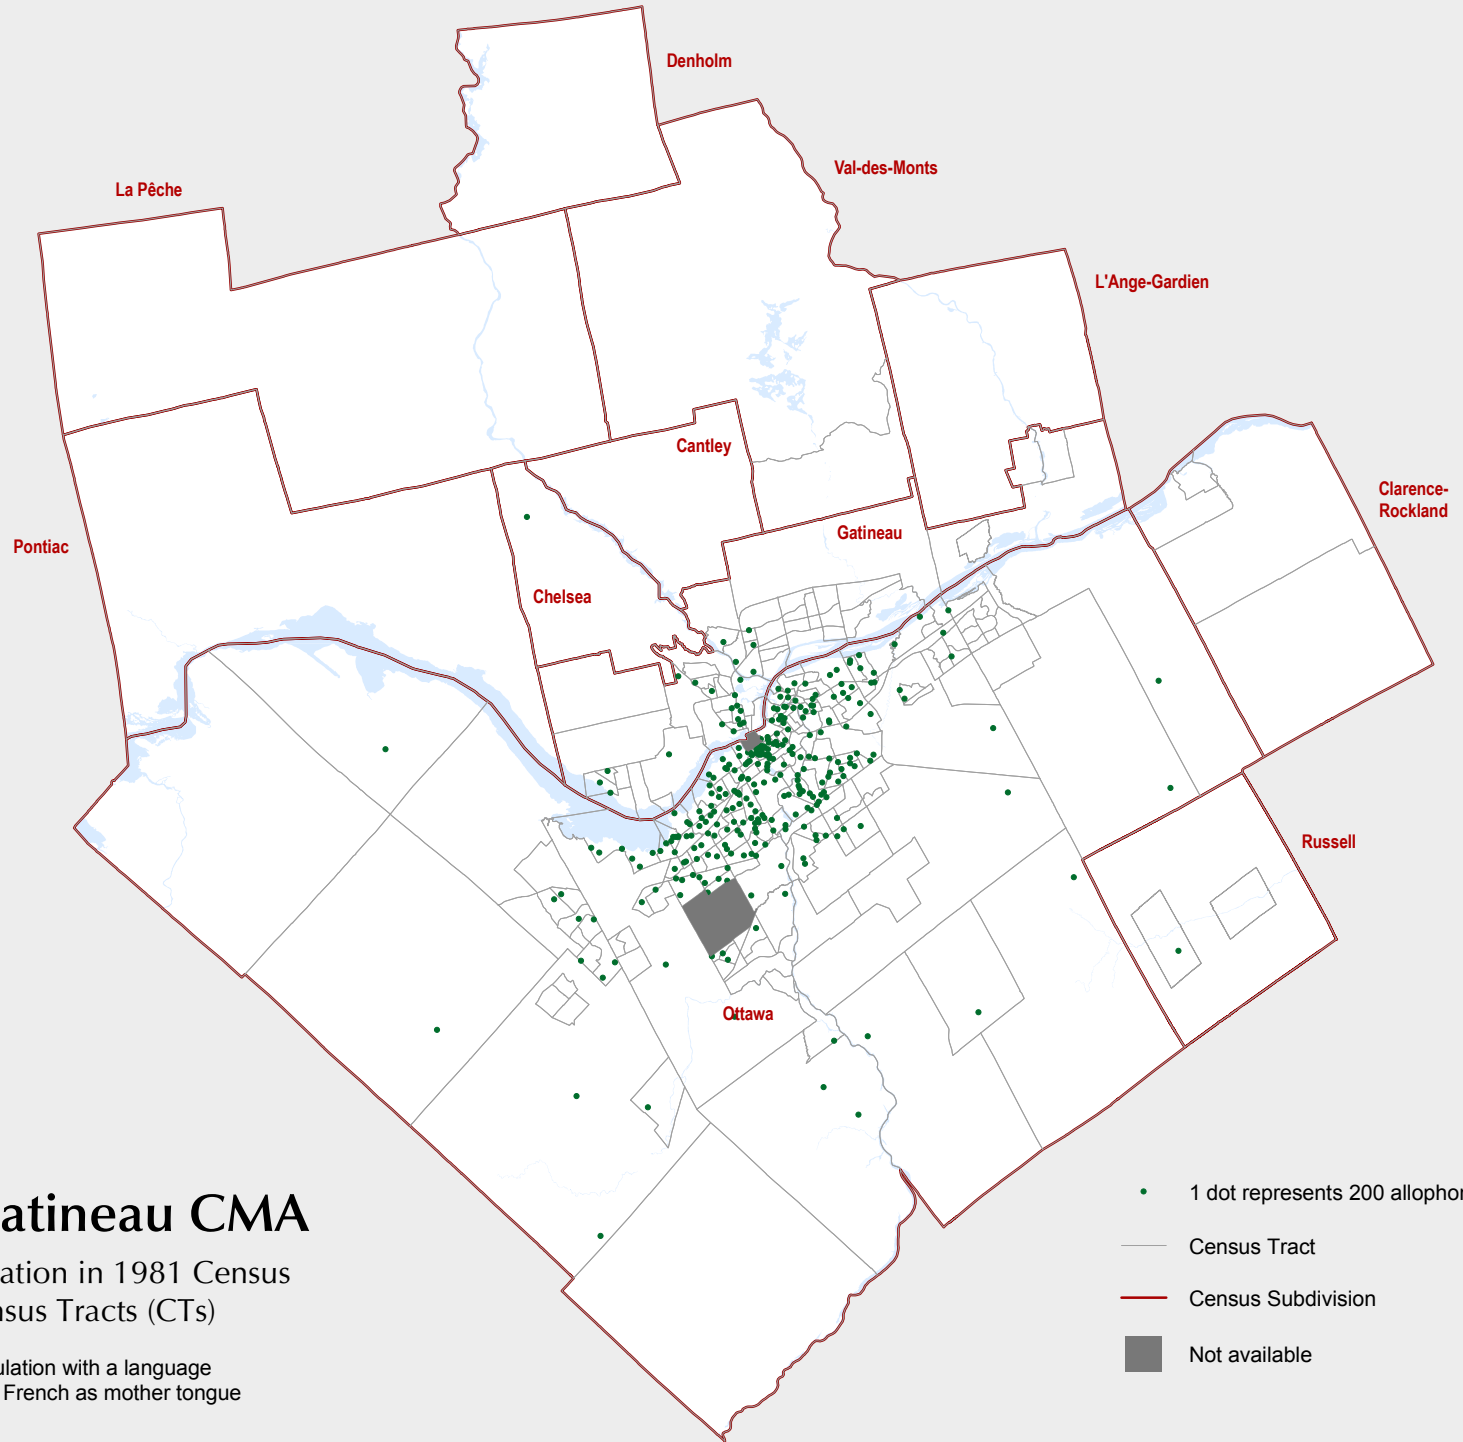 Denholm
Val-des-Monts
La Pêche
L'Ange-Gardien
Cantley
Clarence-
Rockland
Gatineau
Pontiac
Chelsea
Russell
Ottawa
atineau CMA
ation in 1981 Census
sus Tracts (CTs)
ulation with a language
French as mother tongue
1 dot represents 200 allophon
Census Tract
Census Subdivision
Not available